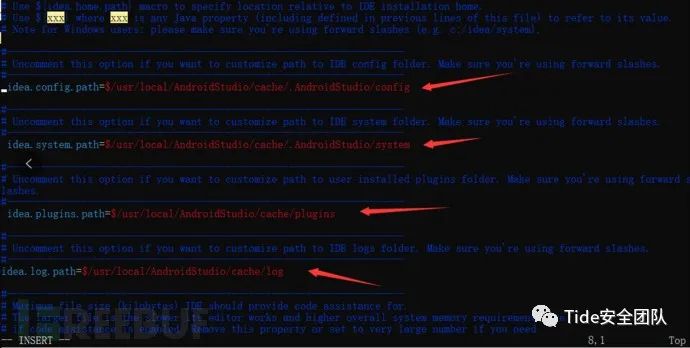 # Use $ idea.home.path  macro to specify location relative to IDE installation home.
# Use $ xxx  where xxx is any Java property (including defined in previous lines of this file) to refer to its value.
# Note for Windows users: please make sure you're using forward slashes (e.g. c:/idea/system).
# Uncomment this option if you want to customize path to IDE config folder. Make sure you're using forward slashes.
idea.config.path=$/usr/local/AndroidStudio/cache/.AndroidStudio/config
# Uncomment this option if you want to customize path to IDE system folder. Make sure you're using forward slashes.
idea.system.path=$/usr/local/AndroidStudio/cache/.AndroidStudio/system
# Uncomment this option if you want to customize path to user installed plugins folder. Make sure you're using forward s
lashes.
idea.plugins.path=$/usr/local/AndroidStudio/cache/plugins
# Uncomment this option if you want to customize path to IDE logs folder. Make sure you're using forward slashes.
idea.log.path=$/usr/local/AndroidStudio/cache/log
# Maximum file size (kilobytes) IDE should provide code assistance for.
# The larger file is the slower its editor works and higher overall system memory requirements are
# if code assistance is enabled. Remove this property or set to very large number if you need
-- INSERT --
8,1
Top
FREEBUF
Tide安全团队